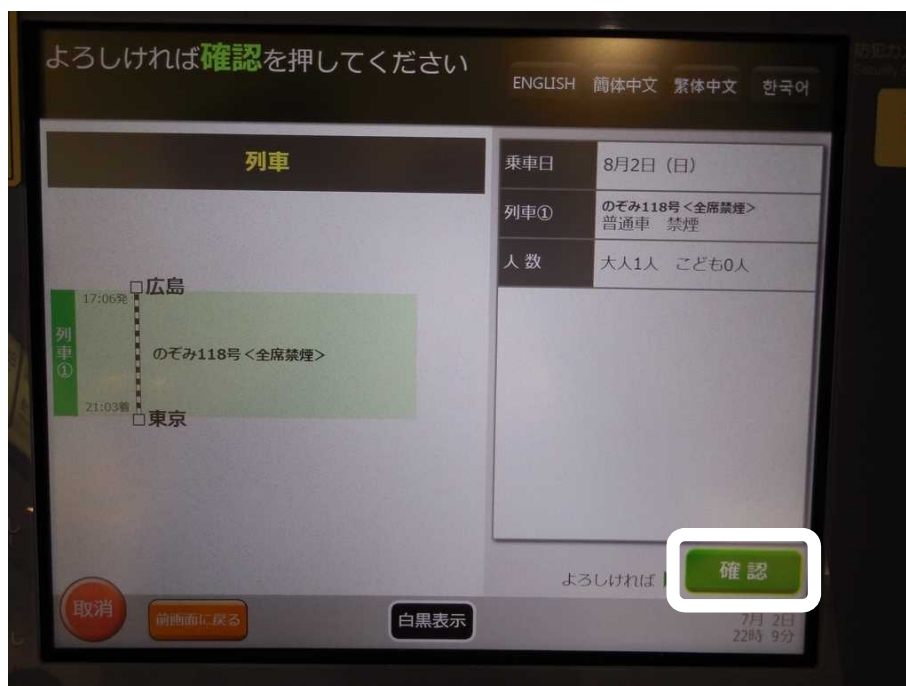 よろしければ確認を押してください
ENGLISH 簡体中文 繁体中文 한국어
列車
乗車日 8月2日（日）
列車① のぞみ118号<全席禁煙>
普通車 禁煙
人数 大人1人 こども0人
広島
17:06発
列車①
のぞみ118号<全席禁煙>
21:03着
東京
よろしければ 確認
取消
前画面に戻る
白黒表示
7月 2日
22時 9分